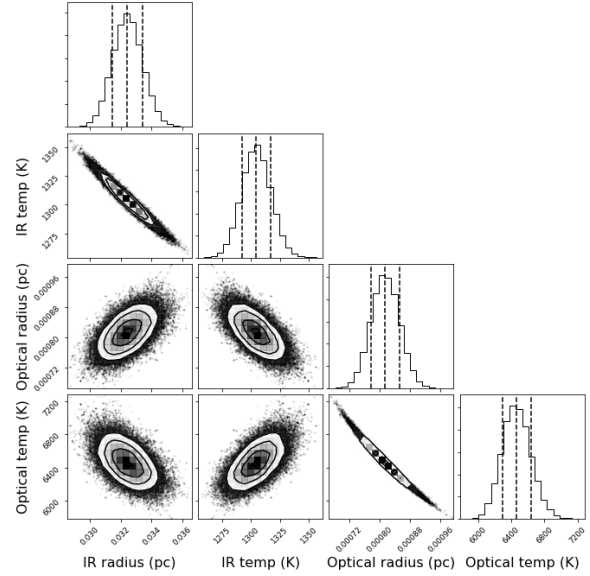 IR temp (K)
1350
1325
1300
1275
Optical radius (pc)
0.00096
0.00088
0.00080
0.00072
Optical temp (K)
7200
6800
6400
6000
0.030 0.032 0.034 0.036
1275 1300 1325 1350
0.00072 0.00080 0.00088 0.00096
6000 6400 6800 7200
IR radius (pc) IR temp (K) Optical radius (pc) Optical temp (K)